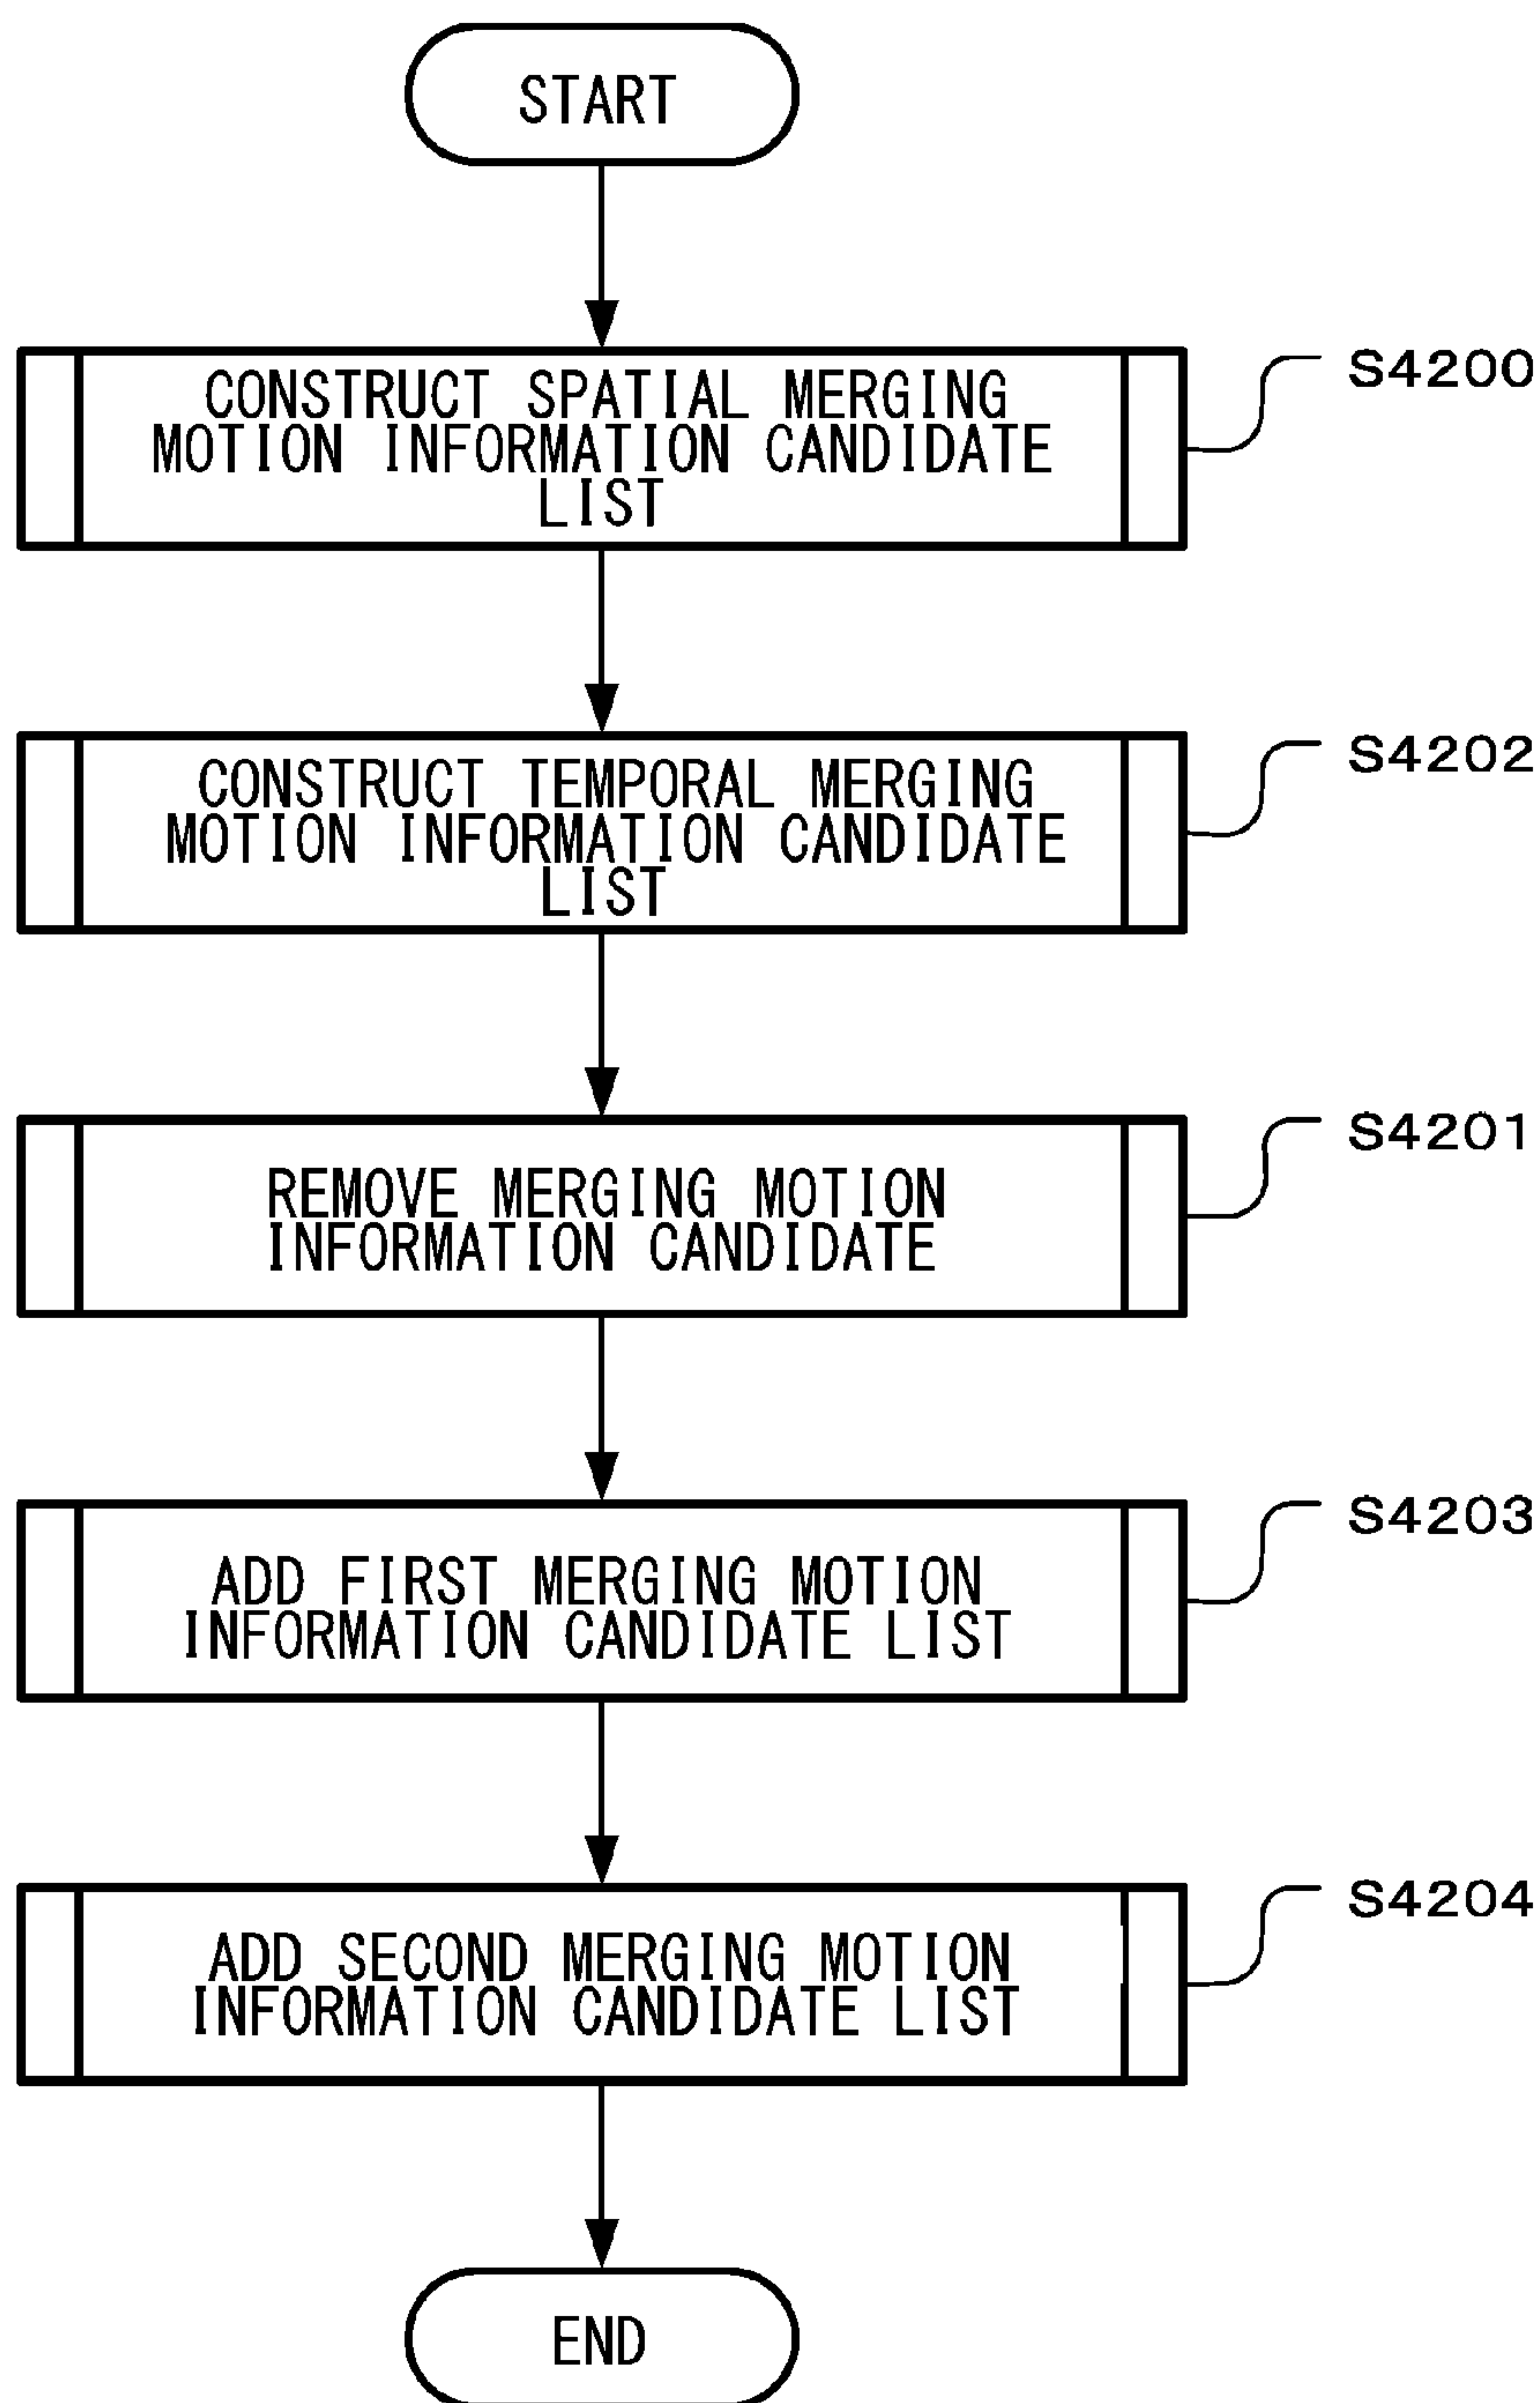 START
CONSTRUCT SPATIAL MERGING
MOTION INFORMATION CANDIDATE
LIST
S4200
CONSTRUCT TEMPORAL MERGING
MOTION INFORMATION CANDIDATE
LIST
S4202
REMOVE MERGING MOTION
INFORMATION CANDIDATE
S4201
ADD FIRST MERGING MOTION
INFORMATION CANDIDATE LIST
S4203
ADD SECOND MERGING MOTION
INFORMATION CANDIDATE LIST
S4204
END